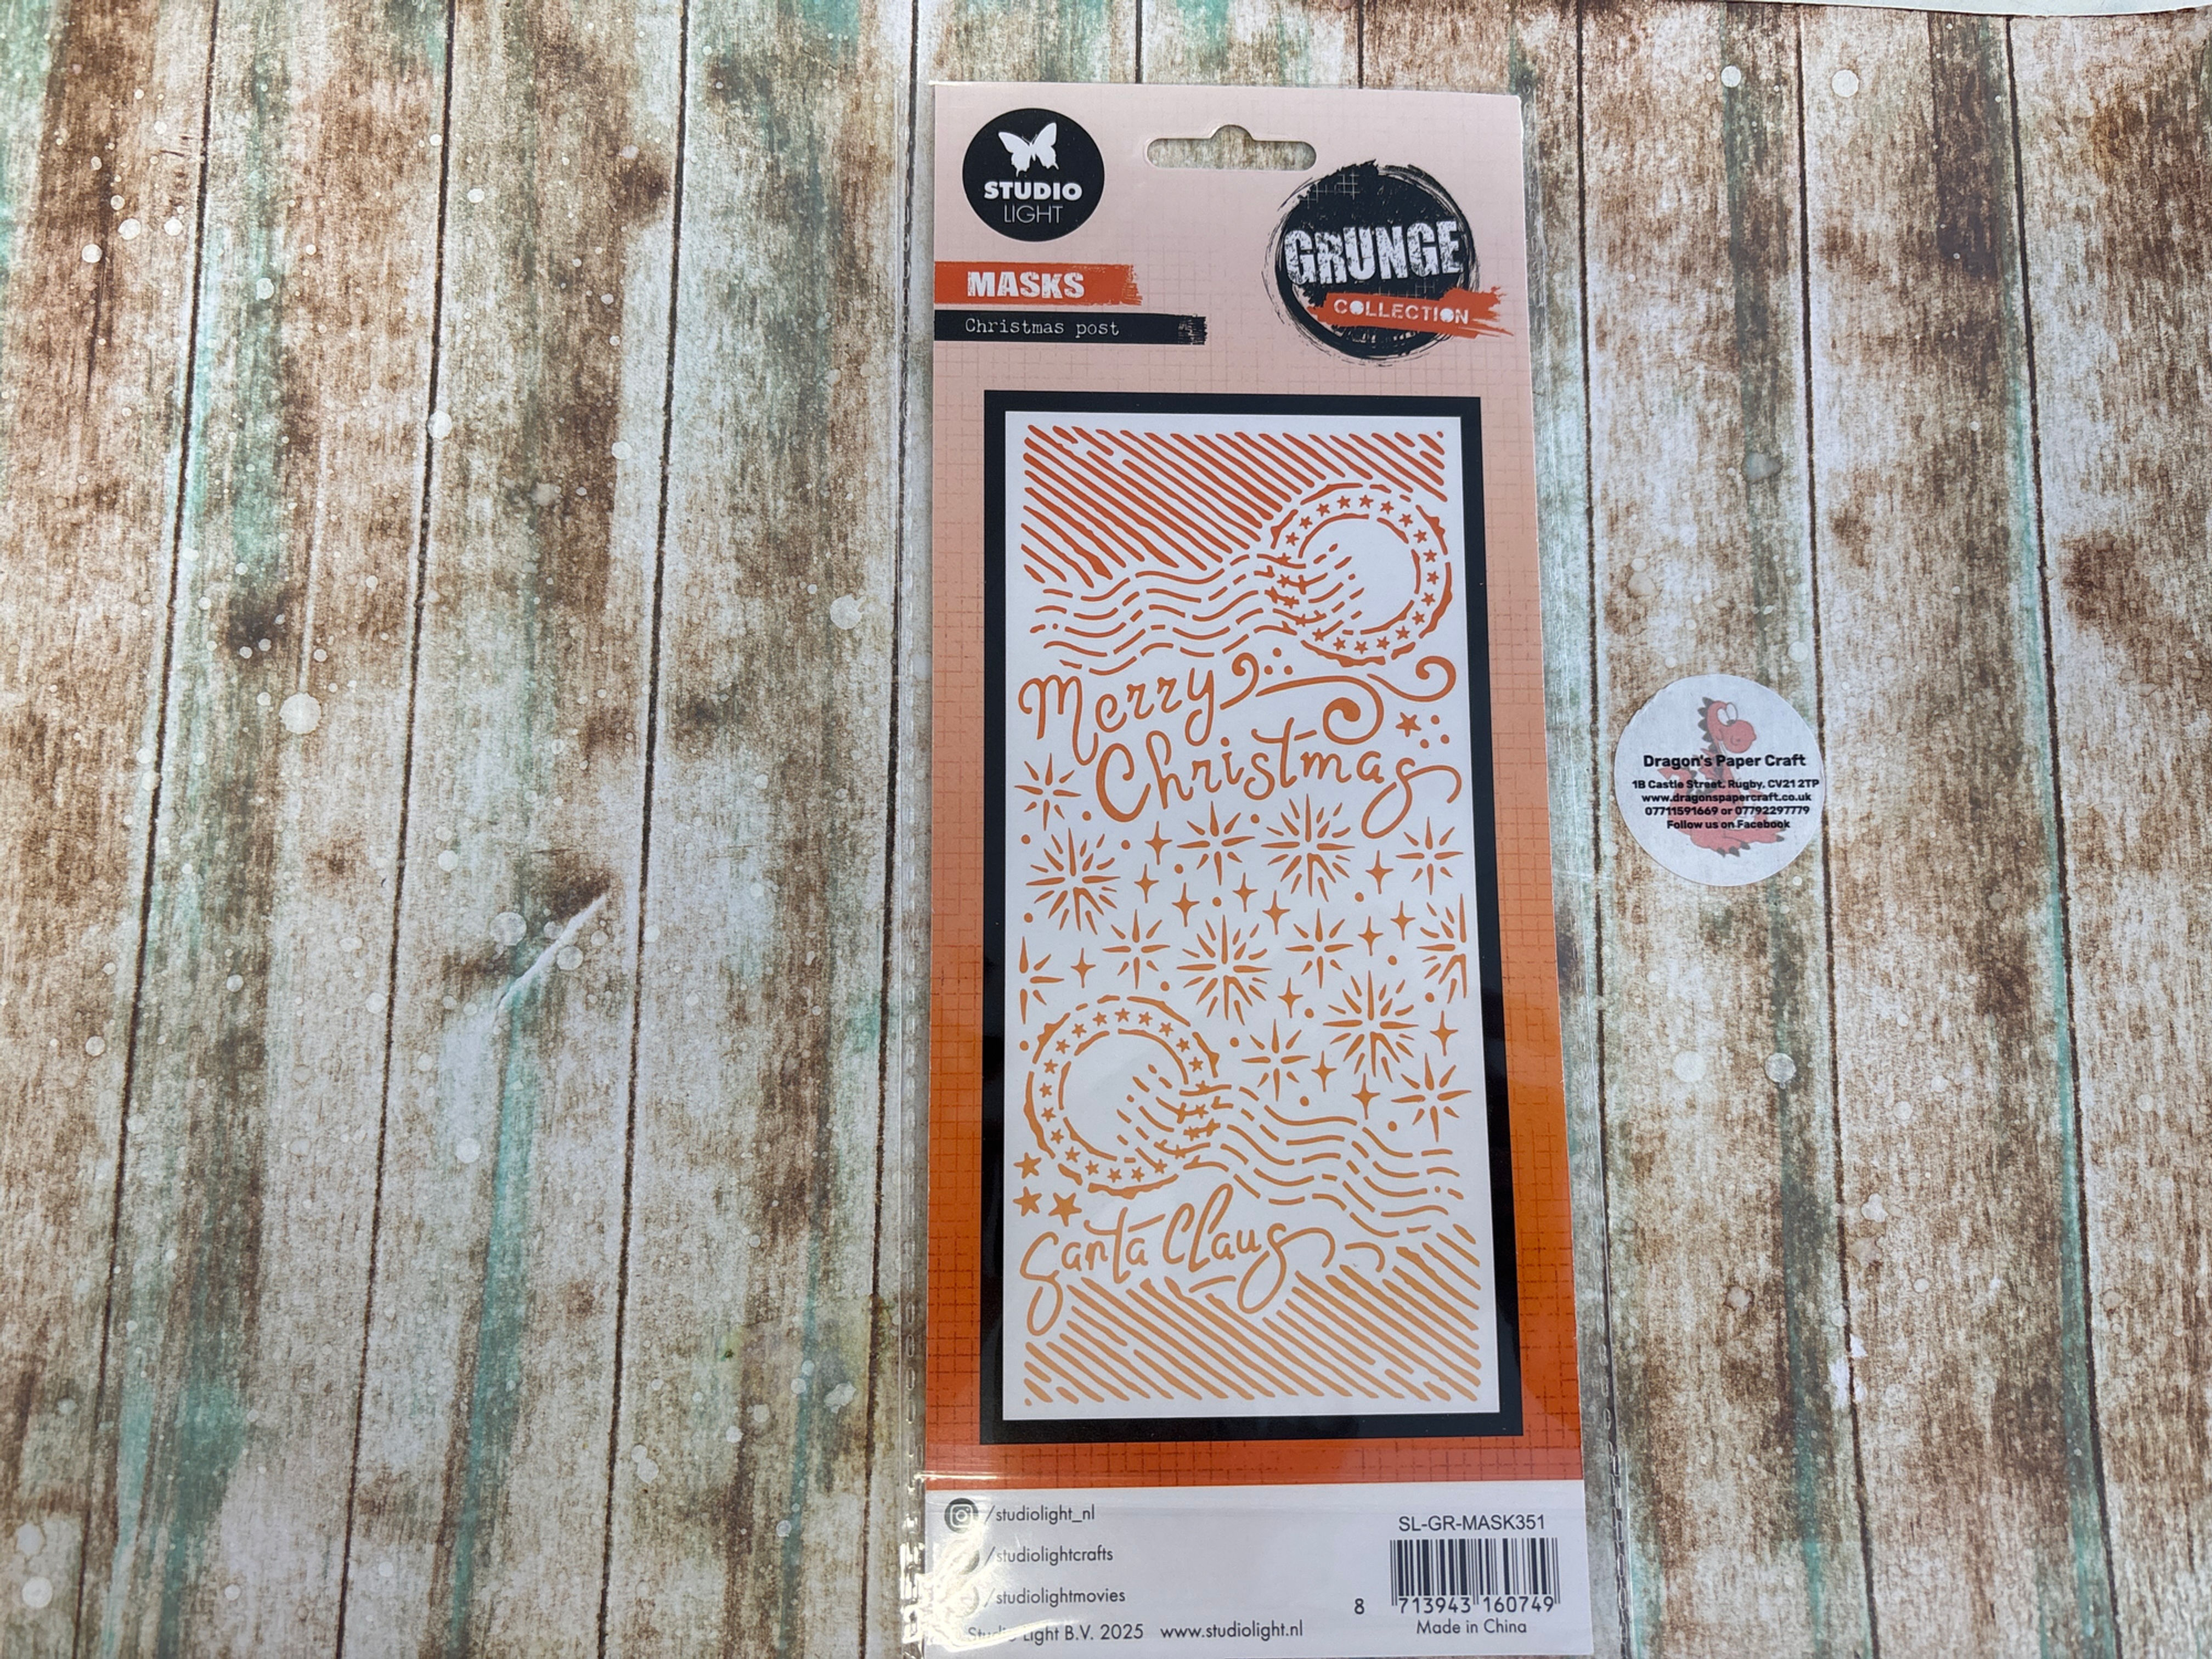 STUDIO
LIGHT
GRUNGE
COLLECTION
MASKS
Christmas post
Merry
Christmas
Santa Claus
/studiolight_nl
/studiolightcrafts
/studiolightmovies
Studio Light B.V. 2025 www.studiolight.nl
SL-GR-MASK351
8 713943 160749
Made in China
Dragon's Paper Craft
1B Castle Street, Rugby, CV21 2TP
www.dragonspapercraft.co.uk
07711591669 or 07792297779
Follow us on Facebook